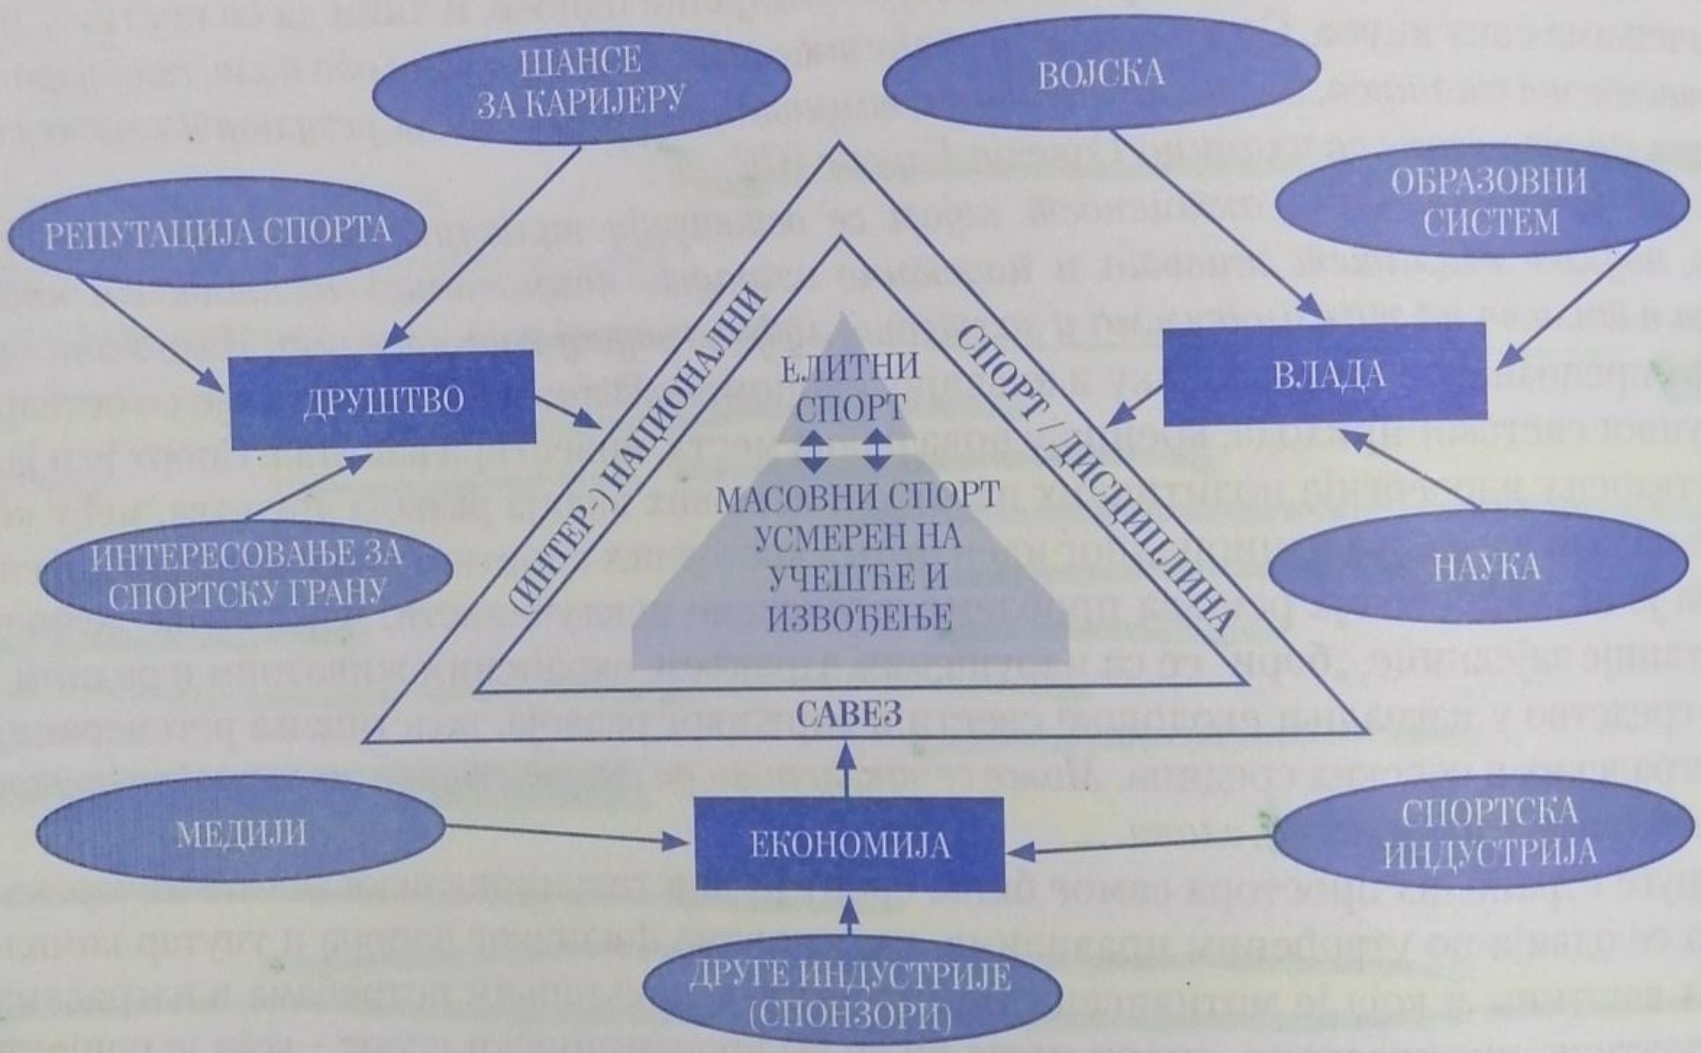 ШАНСЕ
ЗА КАРИЈЕРУ
ВОЈСКА
РЕПУТАЦИЈА СПОРТА
ОБРАЗОВНИ
СИСТЕМ
ДРУШТВО
ВЛАДА
(ИНТЕР-) НАЦИОНАЛНИ
СПОРТ / ДИСЦИПЛИНА
ЕЛИТНИ
СПОРТ
МАСОВНИ СПОРТ
УСМЕРЕН НА
УЧЕШЋЕ И
ИЗВОЂЕЊЕ
ИНТЕРЕСОВАЊЕ ЗА
СПОРТСКУ ГРАНУ
НАУКА
САВЕЗ
МЕДИЈИ
ЕКОНОМИЈА
СПОРТСКА
ИНДУСТРИЈА
ДРУГЕ ИНДУСТРИЈЕ
(СПОНЗОРИ)